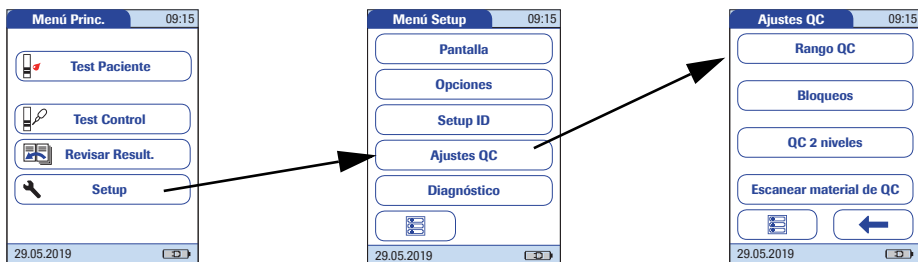 Menú Princ. 09:15
Test Paciente
Test Control
Revisar Result.
Setup
29.05.2019
Menú Setup 09:15
Pantalla
Opciones
Setup ID
Ajustes QC
Diagnóstico
29.05.2019
Ajustes QC 09:15
Rango QC
Bloqueos
QC 2 niveles
Escanear material de QC
29.05.2019